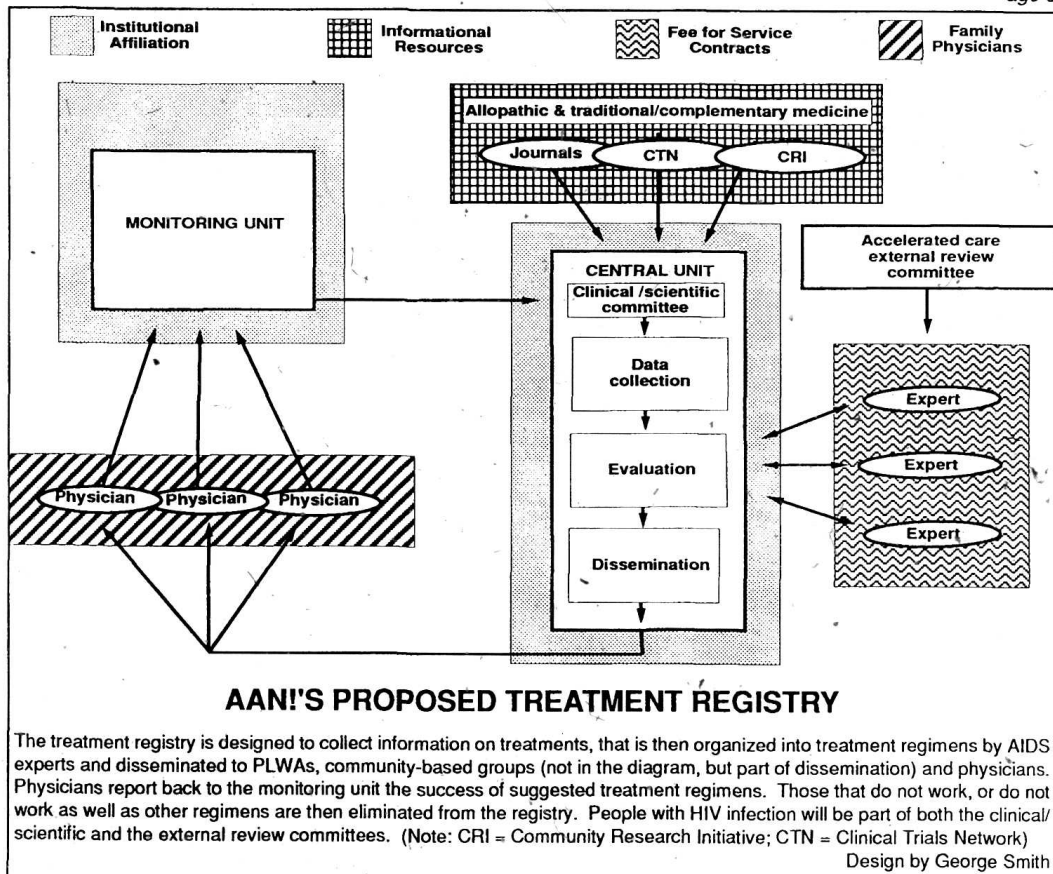 Institutional
Affiliation
Informational
Resources
Fee for Service
Contracts
Family
Physicians
Allopathic & traditional/complementary medicine
Journals
CTN
CRI
MONITORING UNIT
CENTRAL UNIT
Clinical /scientific
committee
Data
collection
Evaluation
Dissemination
Accelerated care
external review
committee
Expert
Expert
Expert
Physician
Physician
Physician
AAN!'S PROPOSED TREATMENT REGISTRY
The treatment registry is designed to collect information on treatments, that is then organized into treatment regimens by AIDS
experts and disseminated to PLWAs, community-based groups (not in the diagram, but part of dissemination) and physicians.
Physicians report back to the monitoring unit the success of suggested treatment regimens. Those that do not work, or do not
work as well as other regimens are then eliminated from the registry. People with HIV infection will be part of both the clinical/
scientific and the external review committees. (Note: CRI = Community Research Initiative; CTN = Clinical Trials Network)
Design by George Smith